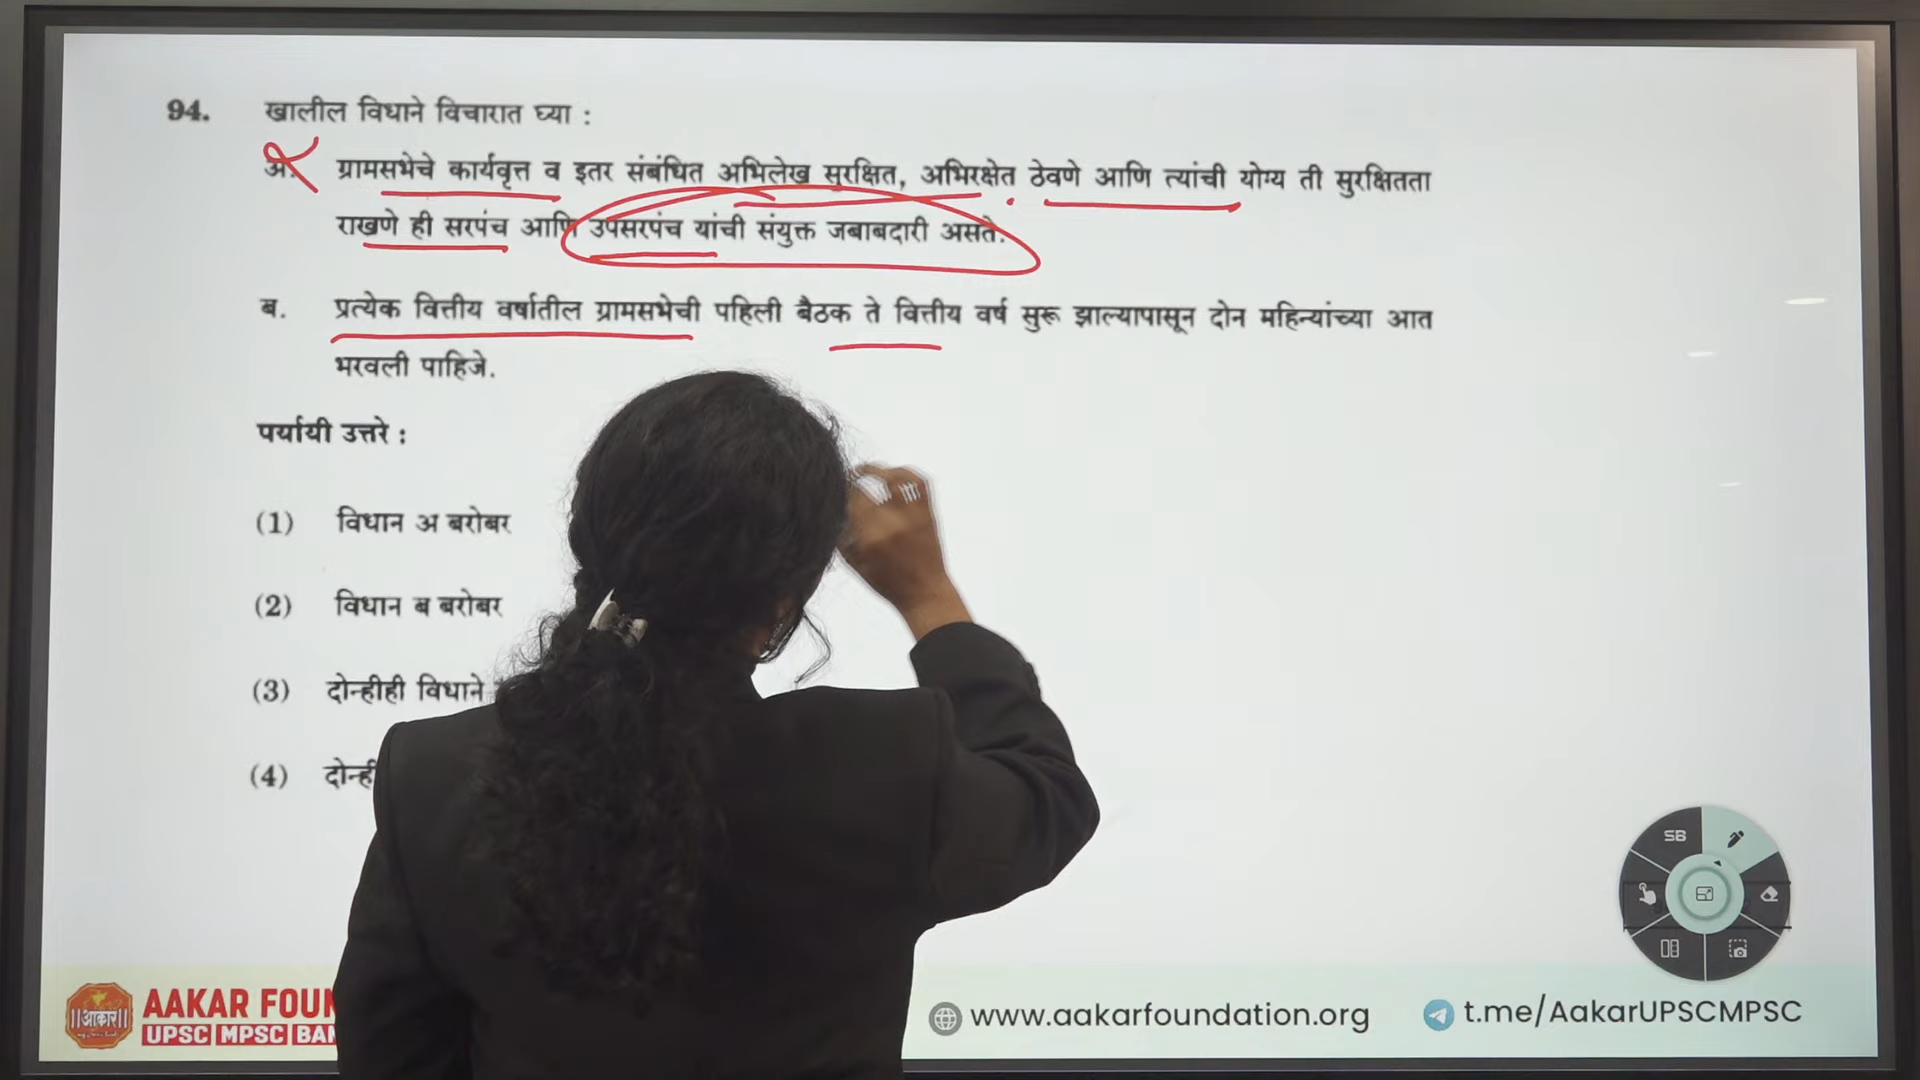 94. खालील विधाने विचारात घ्या :
अ. ग्रामसभेचे कार्यवृत्त व इतर संबंधित अभिलेख सुरक्षित, अभिरक्षेत ठेवणे आणि त्यांची योग्य ती सुरक्षितता
राखणे ही सरपंच आणि उपसरपंच यांची संयुक्त जबाबदारी असते.
ब. प्रत्येक वित्तीय वर्षातील ग्रामसभेची पहिली बैठक ते वित्तीय वर्ष सुरू झाल्यापासून दोन महिन्यांच्या आत
भरवली पाहिजे.
पर्यायी उत्तरे :
(1) विधान अ बरोबर
(2) विधान ब बरोबर
(3) दोन्हीही विधाने
(4)
SB
||आकार||
AAKAR
UPSC MPSC
www.aakarfoundation.org
t.me/AakarUPSCMPSC